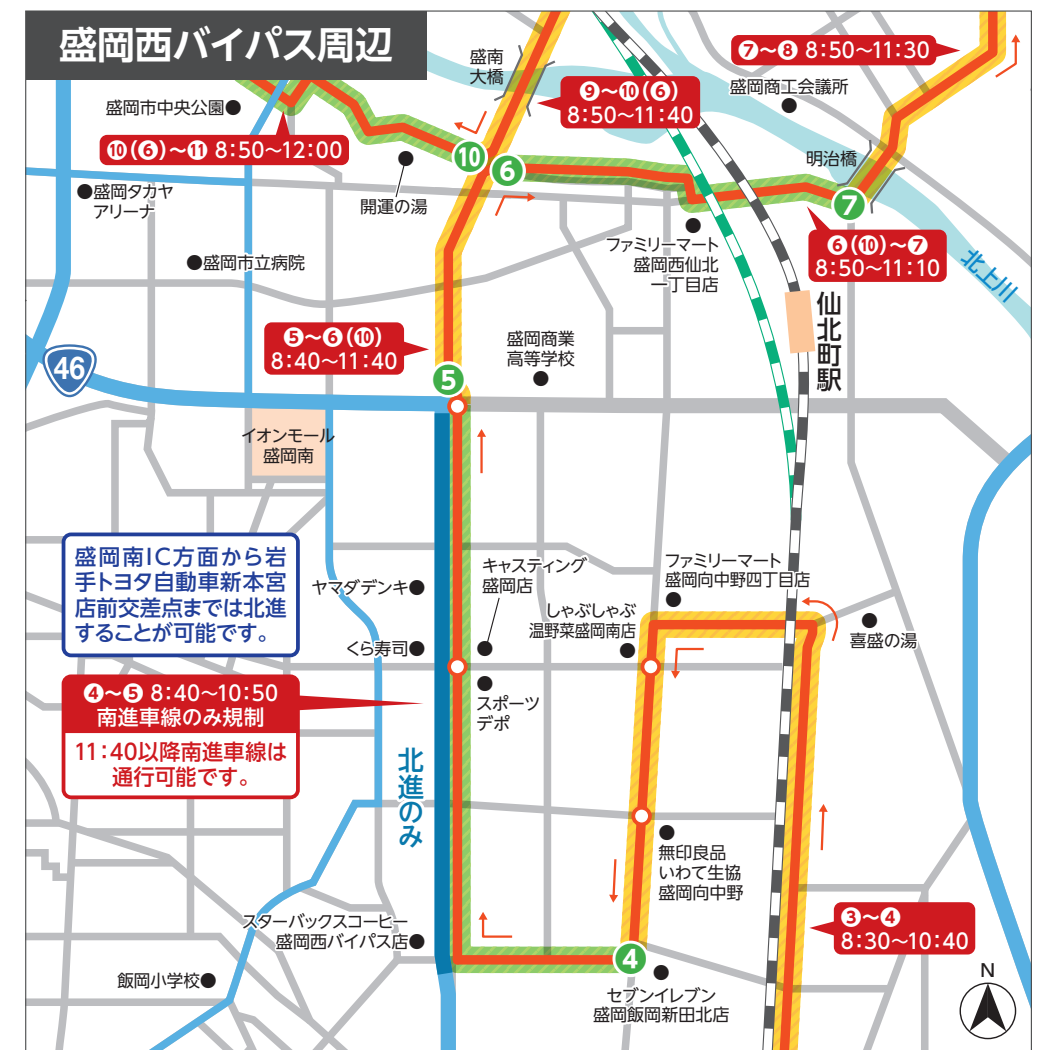 盛岡西バイパス周辺
盛南
大橋
❼〜❽ 8:50〜11:30
盛岡商工会議所
盛岡市中央公園
❾〜❿(❻)
8:50〜11:40
❿(❻)〜⓫ 8:50〜12:00
明治橋
10
6
7
開運の湯
盛岡タカヤ
アリーナ
盛岡市立病院
ファミリーマート
盛岡西仙北
一丁目店
❻(❿)〜❼
8:50〜11:10
北上川
仙北町駅
❺〜❻(❿)
8:40〜11:40
盛岡商業
高等学校
46
5
イオンモール
盛岡南
盛岡南IC方面から岩
手トヨタ自動車新本宮
店前交差点までは北進
することが可能です。
ヤマダデンキ
キャスティング
盛岡店
ファミリーマート
盛岡向中野四丁目店
しゃぶしゃぶ
温野菜盛岡南店
くら寿司
喜盛の湯
❹〜❺ 8:40〜10:50
南進車線のみ規制
11:40以降南進車線は
通行可能です。
スポーツ
デポ
北進のみ
無印良品
いわて生協
盛岡向中野
スターバックスコーヒー
盛岡西バイパス店
❸〜❹
8:30〜10:40
4
飯岡小学校
セブンイレブン
盛岡飯岡新田北店
N